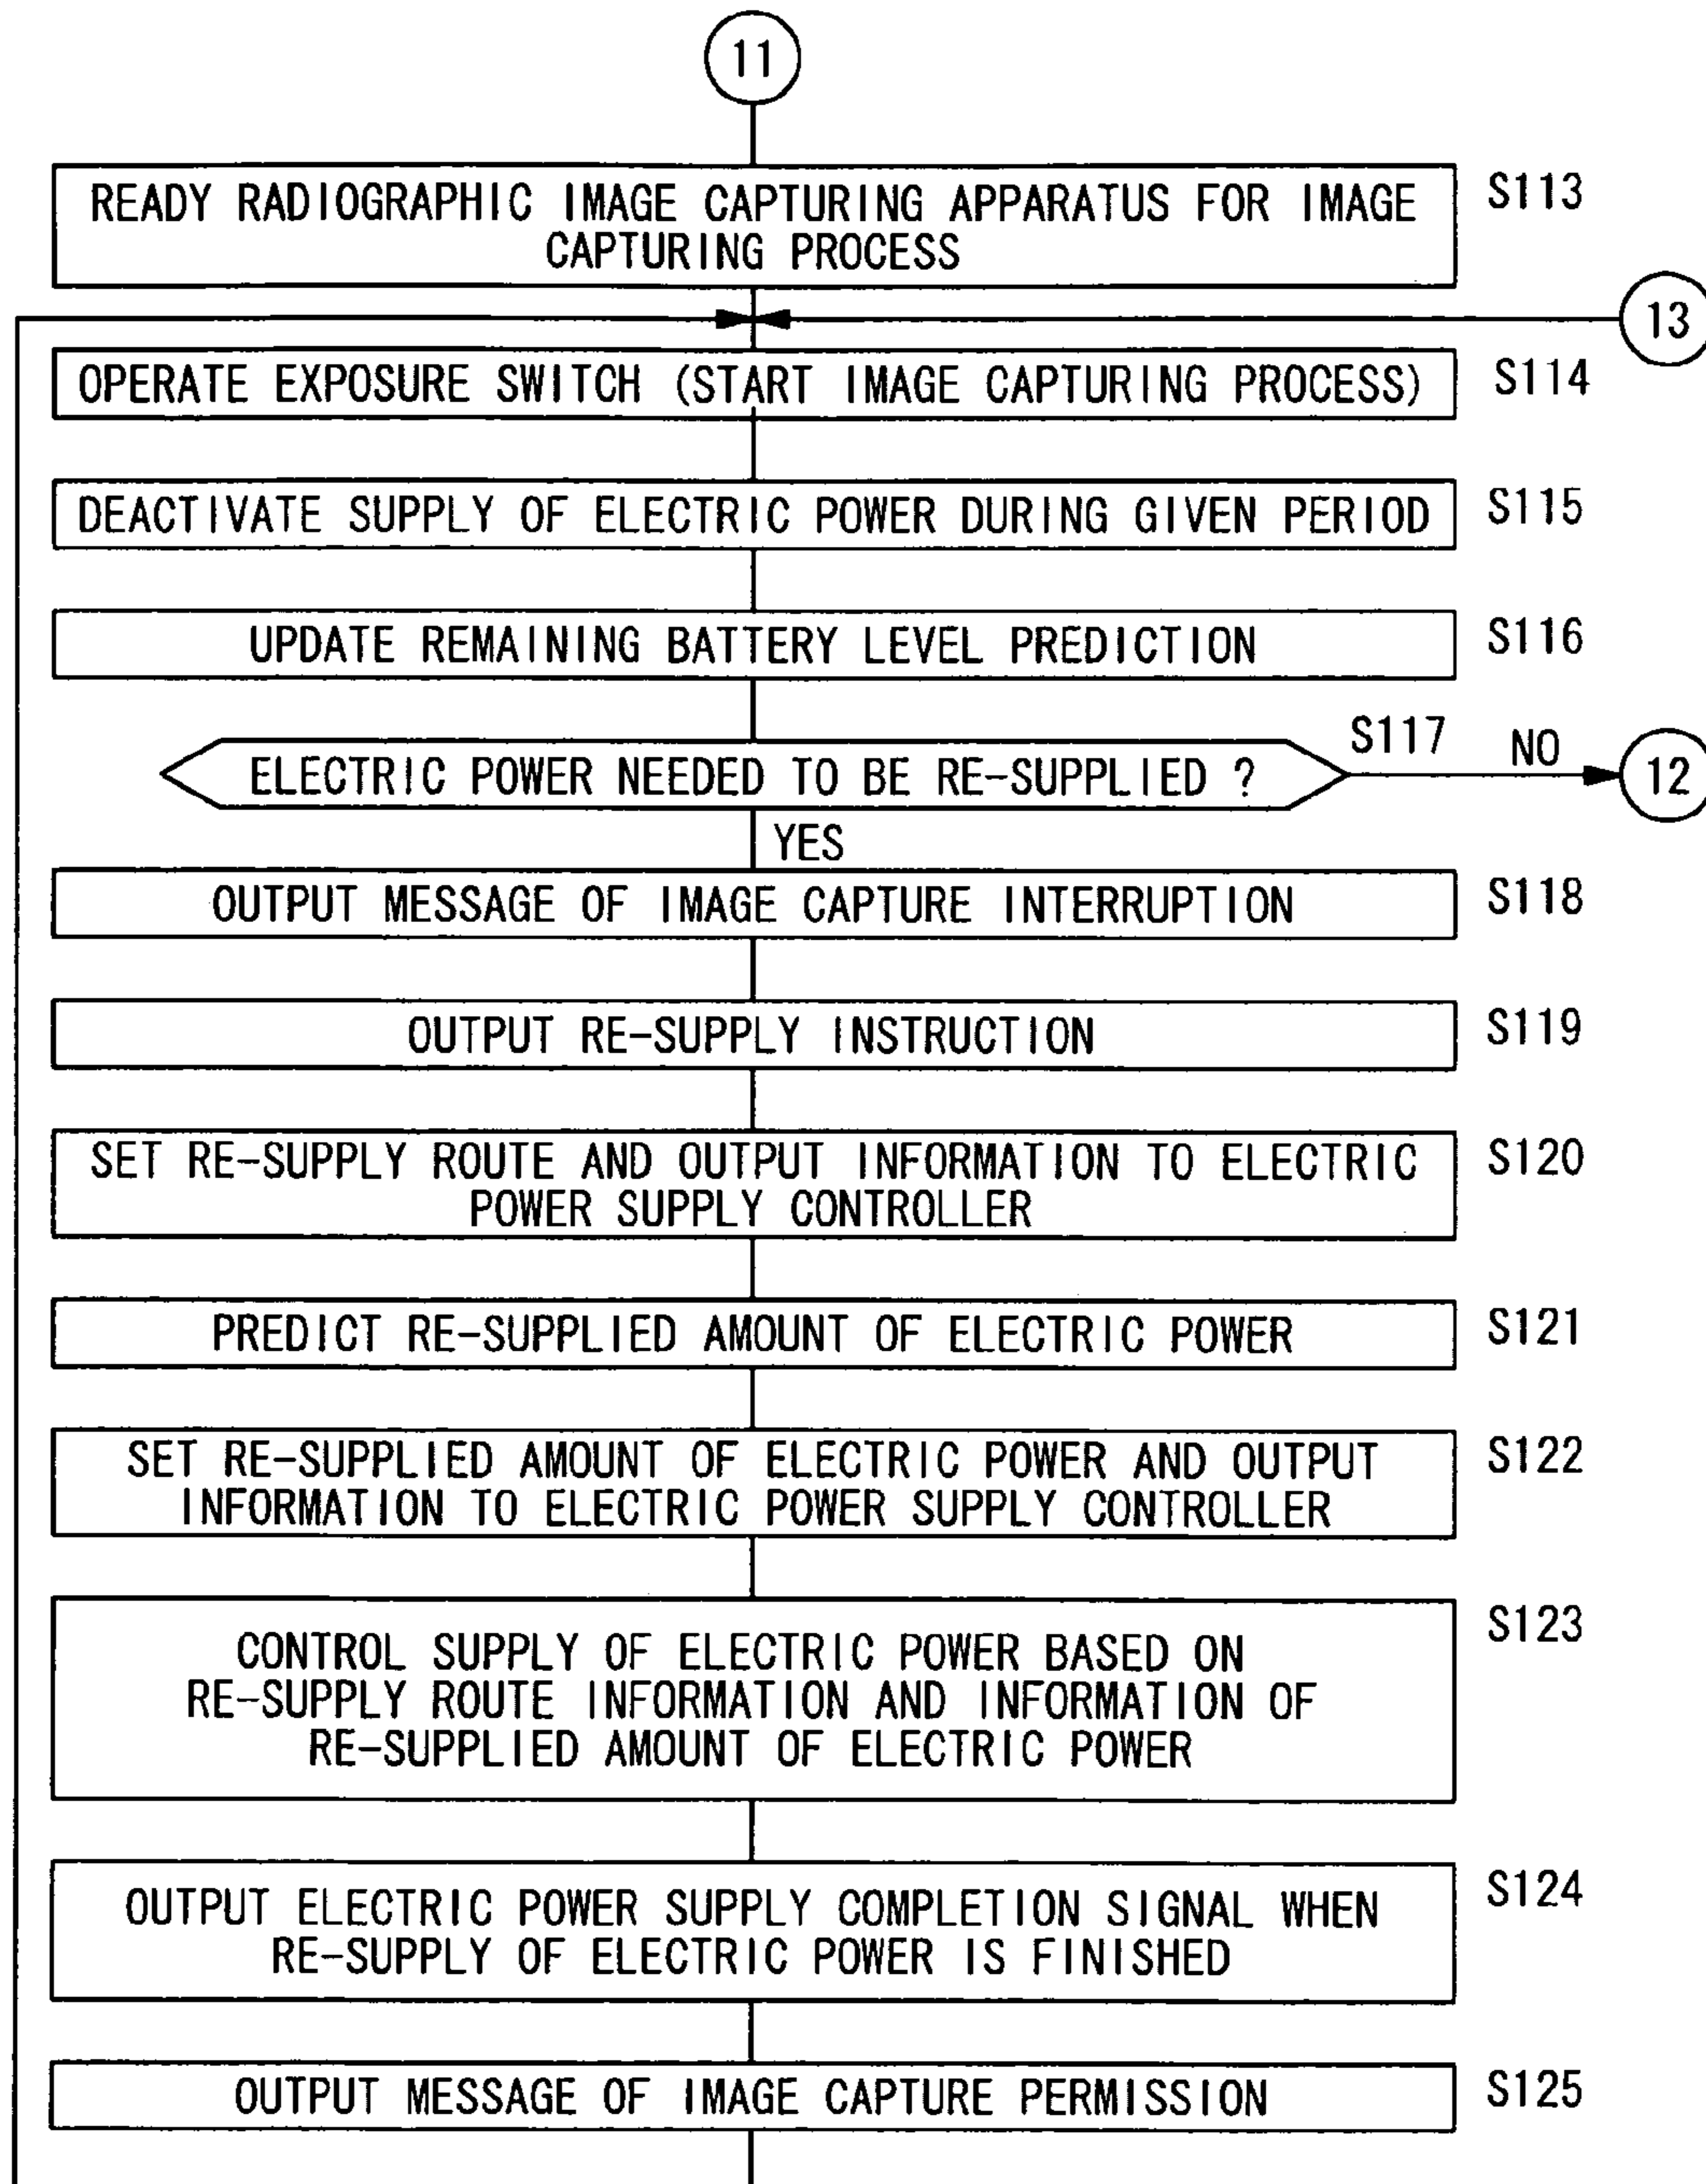 11
READY RADIOGRAPHIC IMAGE CAPTURING APPARATUS FOR IMAGE
CAPTURING PROCESS
S113
13
OPERATE EXPOSURE SWITCH (START IMAGE CAPTURING PROCESS)
S114
DEACTIVATE SUPPLY OF ELECTRIC POWER DURING GIVEN PERIOD
S115
UPDATE REMAINING BATTERY LEVEL PREDICTION
S116
ELECTRIC POWER NEEDED TO BE RE-SUPPLIED ?
S117
NO
12
YES
OUTPUT MESSAGE OF IMAGE CAPTURE INTERRUPTION
S118
OUTPUT RE-SUPPLY INSTRUCTION
S119
SET RE-SUPPLY ROUTE AND OUTPUT INFORMATION TO ELECTRIC
POWER SUPPLY CONTROLLER
S120
PREDICT RE-SUPPLIED AMOUNT OF ELECTRIC POWER
S121
SET RE-SUPPLIED AMOUNT OF ELECTRIC POWER AND OUTPUT
INFORMATION TO ELECTRIC POWER SUPPLY CONTROLLER
S122
CONTROL SUPPLY OF ELECTRIC POWER BASED ON
RE-SUPPLY ROUTE INFORMATION AND INFORMATION OF
RE-SUPPLIED AMOUNT OF ELECTRIC POWER
S123
OUTPUT ELECTRIC POWER SUPPLY COMPLETION SIGNAL WHEN
RE-SUPPLY OF ELECTRIC POWER IS FINISHED
S124
OUTPUT MESSAGE OF IMAGE CAPTURE PERMISSION
S125